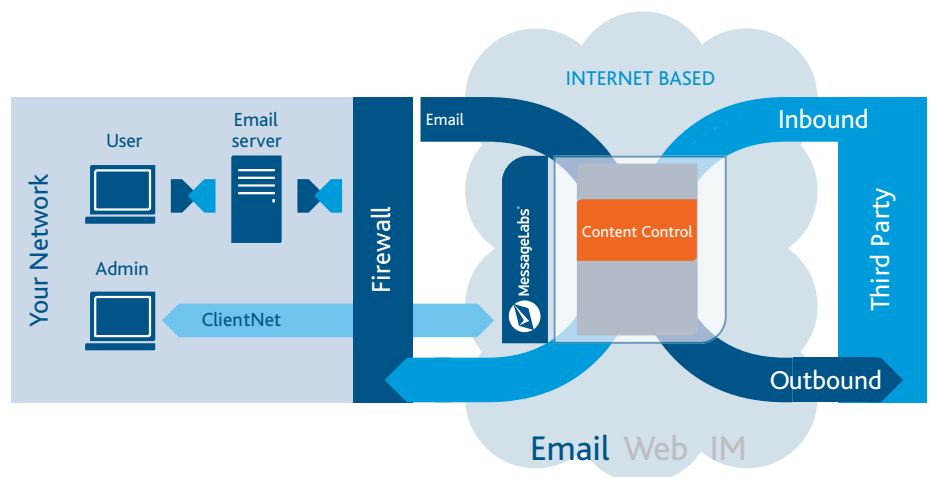 INTERNET BASED
Email
Inbound
User
Email
server
Your Network
Firewall
MessageLabs®
Content Control
Third Party
Admin
ClientNet
Outbound
Email Web IM